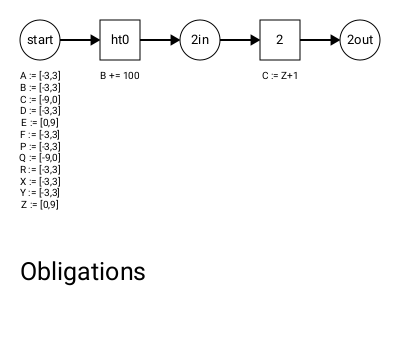 start ht0 2in 2 2out
A := [-3,3] B += 100 C := Z+1
B := [-3,3]
C := [-9,0]
D := [-3,3]
E := [0,9]
F := [-3,3]
P := [-3,3]
Q := [-9,0]
R := [-3,3]
X := [-3,3]
Y := [-3,3]
Z := [0,9]
Obligations